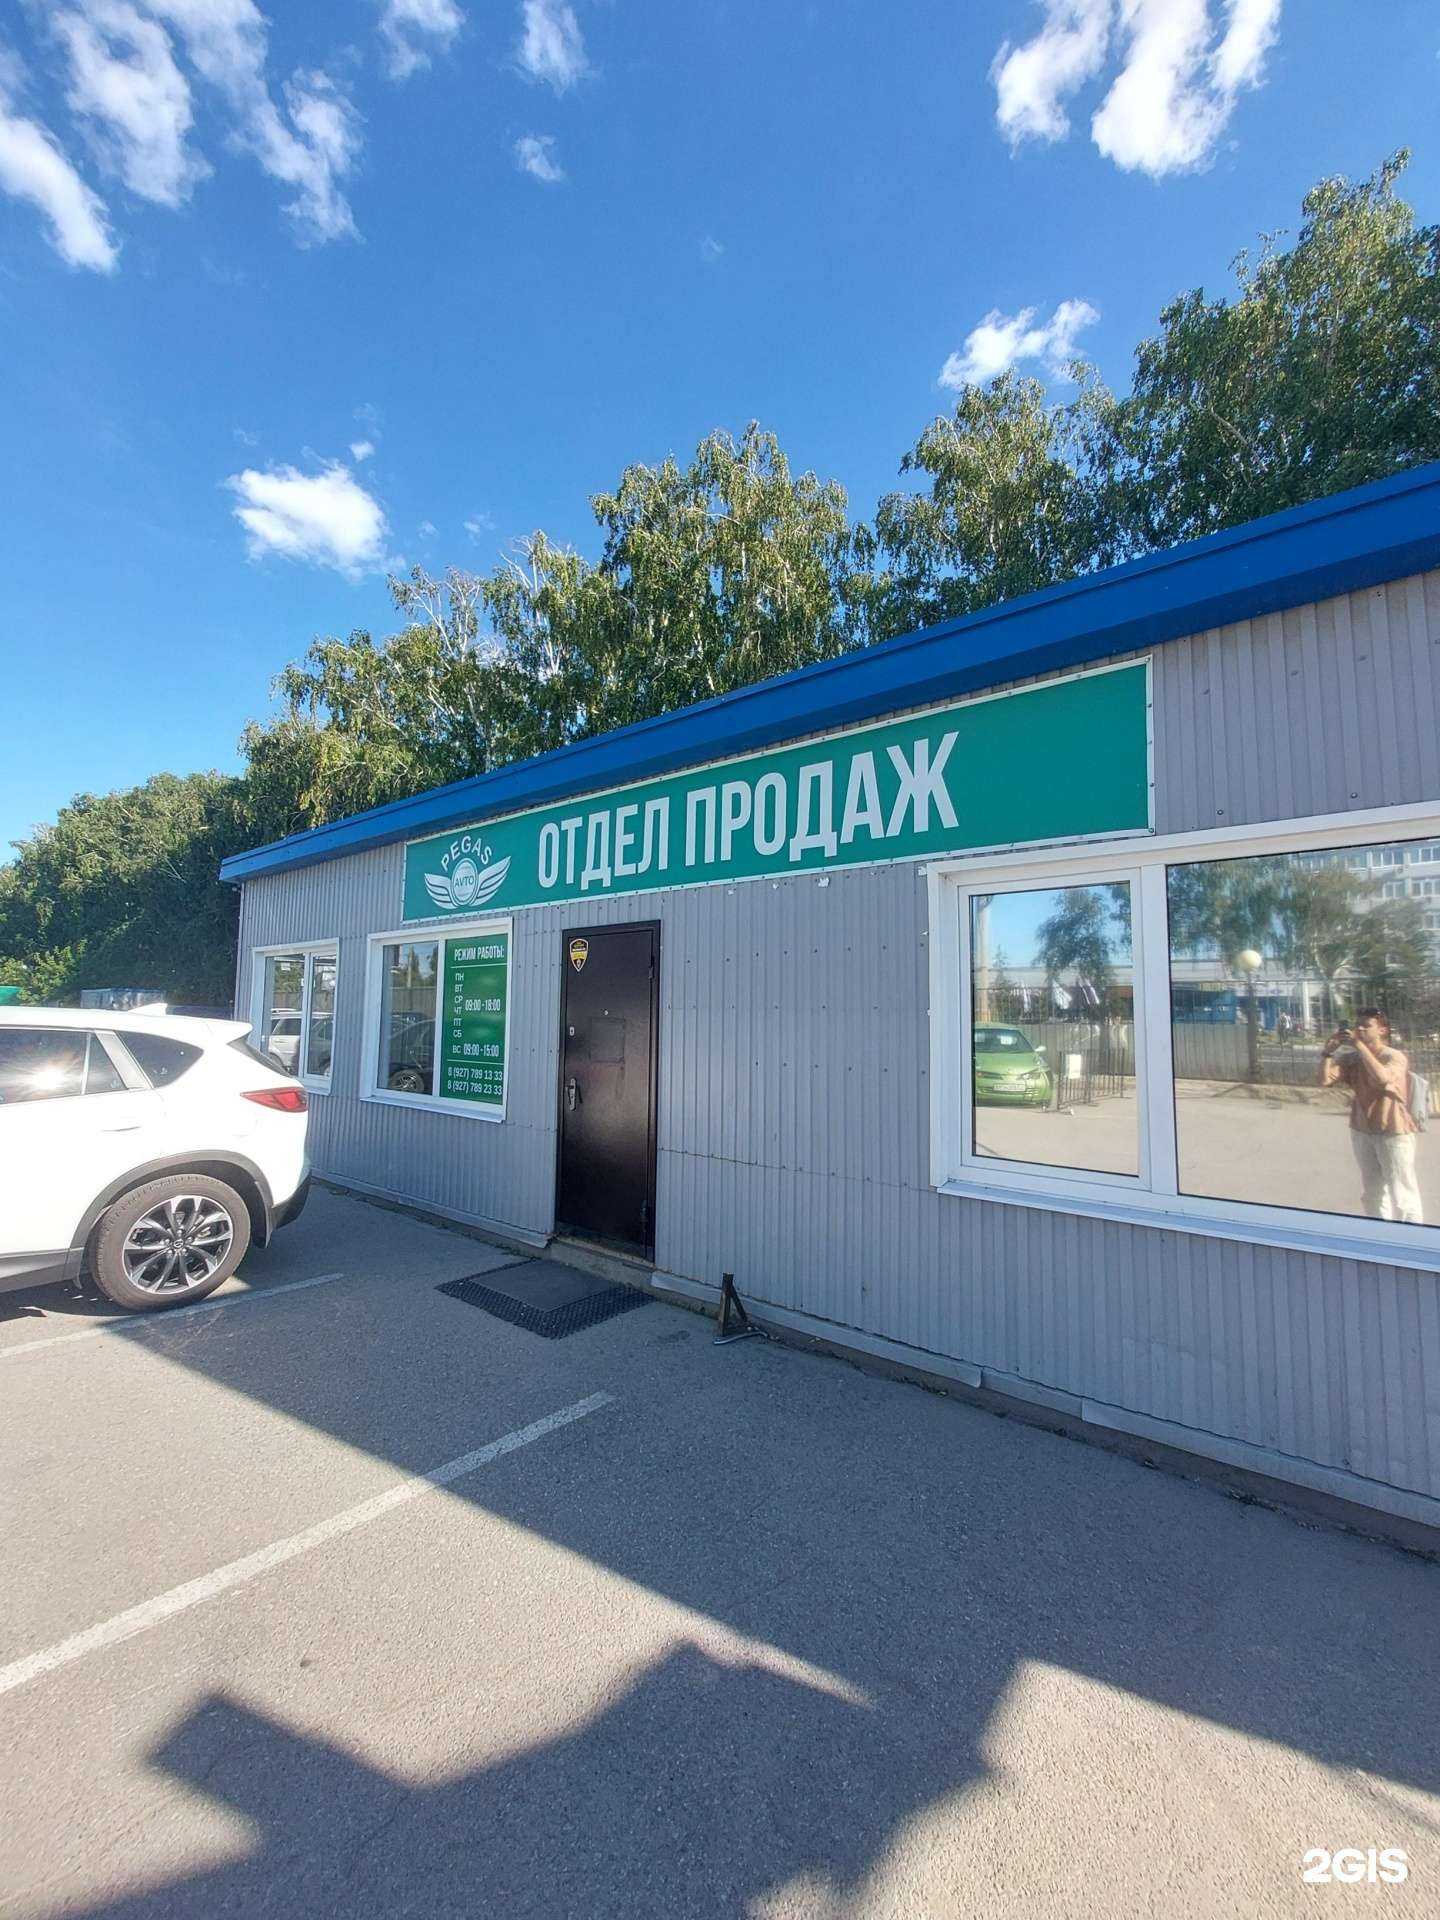 PEGAS
AVTO
ОТДЕЛ ПРОДАЖ
РЕЖИМ РАБОТЫ:
ПН
ВТ
СР
ЧТ
ПТ
СБ
09:00 -18:00
ВС 09:00 -15:00
8 (927) 789 13 33
8 (927) 789 23 33
2GIS